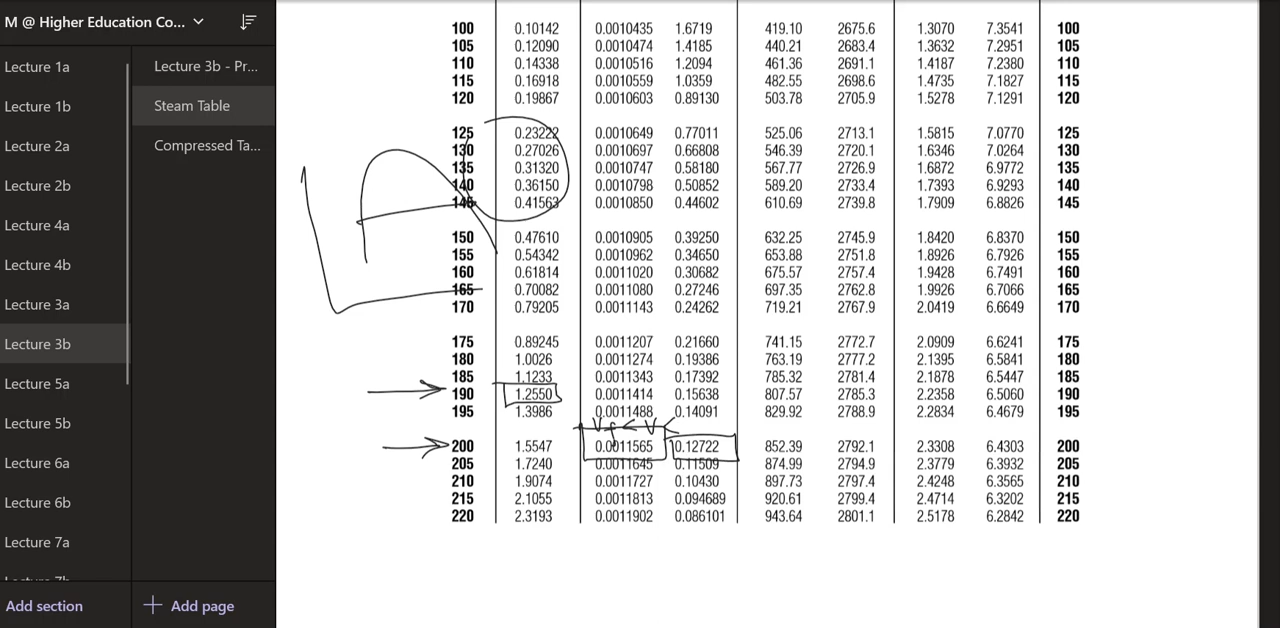 M @ Higher Education Co...
Lecture 1a
Lecture 1b
Lecture 2a
Lecture 2b
Lecture 4a
Lecture 4b
Lecture 3a
Lecture 3b
Lecture 5a
Lecture 5b
Lecture 6a
Lecture 6b
Lecture 7a
Lecture 7b
Add section
Lecture 3b - Pr...
Steam Table
Compressed Ta...
Add page
100 0.10142 0.0010435 1.6719 419.10 2675.6 1.3070 7.3541 100
105 0.12090 0.0010474 1.4185 440.21 2683.4 1.3632 7.2951 105
110 0.14338 0.0010516 1.2094 461.36 2691.1 1.4187 7.2380 110
115 0.16918 0.0010559 1.0359 482.55 2698.6 1.4735 7.1827 115
120 0.19867 0.0010603 0.89130 503.78 2705.9 1.5278 7.1291 120
125 0.23222 0.0010649 0.77011 525.06 2713.1 1.5815 7.0770 125
130 0.27026 0.0010697 0.66808 546.39 2720.1 1.6346 7.0264 130
135 0.31320 0.0010747 0.58180 567.77 2726.9 1.6872 6.9772 135
140 0.36150 0.0010798 0.50852 589.20 2733.4 1.7393 6.9293 140
145 0.41563 0.0010850 0.44602 610.69 2739.8 1.7909 6.8826 145
150 0.47610 0.0010905 0.39250 632.25 2745.9 1.8420 6.8370 150
155 0.54342 0.0010962 0.34650 653.88 2751.8 1.8926 6.7926 155
160 0.61814 0.0011020 0.30682 675.57 2757.4 1.9428 6.7491 160
165 0.70082 0.0011080 0.27246 697.35 2762.8 1.9926 6.7066 165
170 0.79205 0.0011143 0.24262 719.21 2767.9 2.0419 6.6649 170
175 0.89245 0.0011207 0.21660 741.15 2772.7 2.0909 6.6241 175
180 1.0026 0.0011274 0.19386 763.19 2777.2 2.1395 6.5841 180
185 1.1233 0.0011343 0.17392 785.32 2781.4 2.1878 6.5447 185
190 1.2550 0.0011414 0.15638 807.57 2785.3 2.2358 6.5060 190
195 1.3986 0.0011488 0.14091 829.92 2788.9 2.2834 6.4679 195
200 1.5547 0.0011565 0.12722 852.39 2792.1 2.3308 6.4303 200
205 1.7240 0.0011645 0.11509 874.99 2794.9 2.3779 6.3932 205
210 1.9074 0.0011727 0.10430 897.73 2797.4 2.4248 6.3565 210
215 2.1055 0.0011813 0.094689 920.61 2799.4 2.4714 6.3202 215
220 2.3193 0.0011902 0.086101 943.64 2801.1 2.5178 6.2842 220